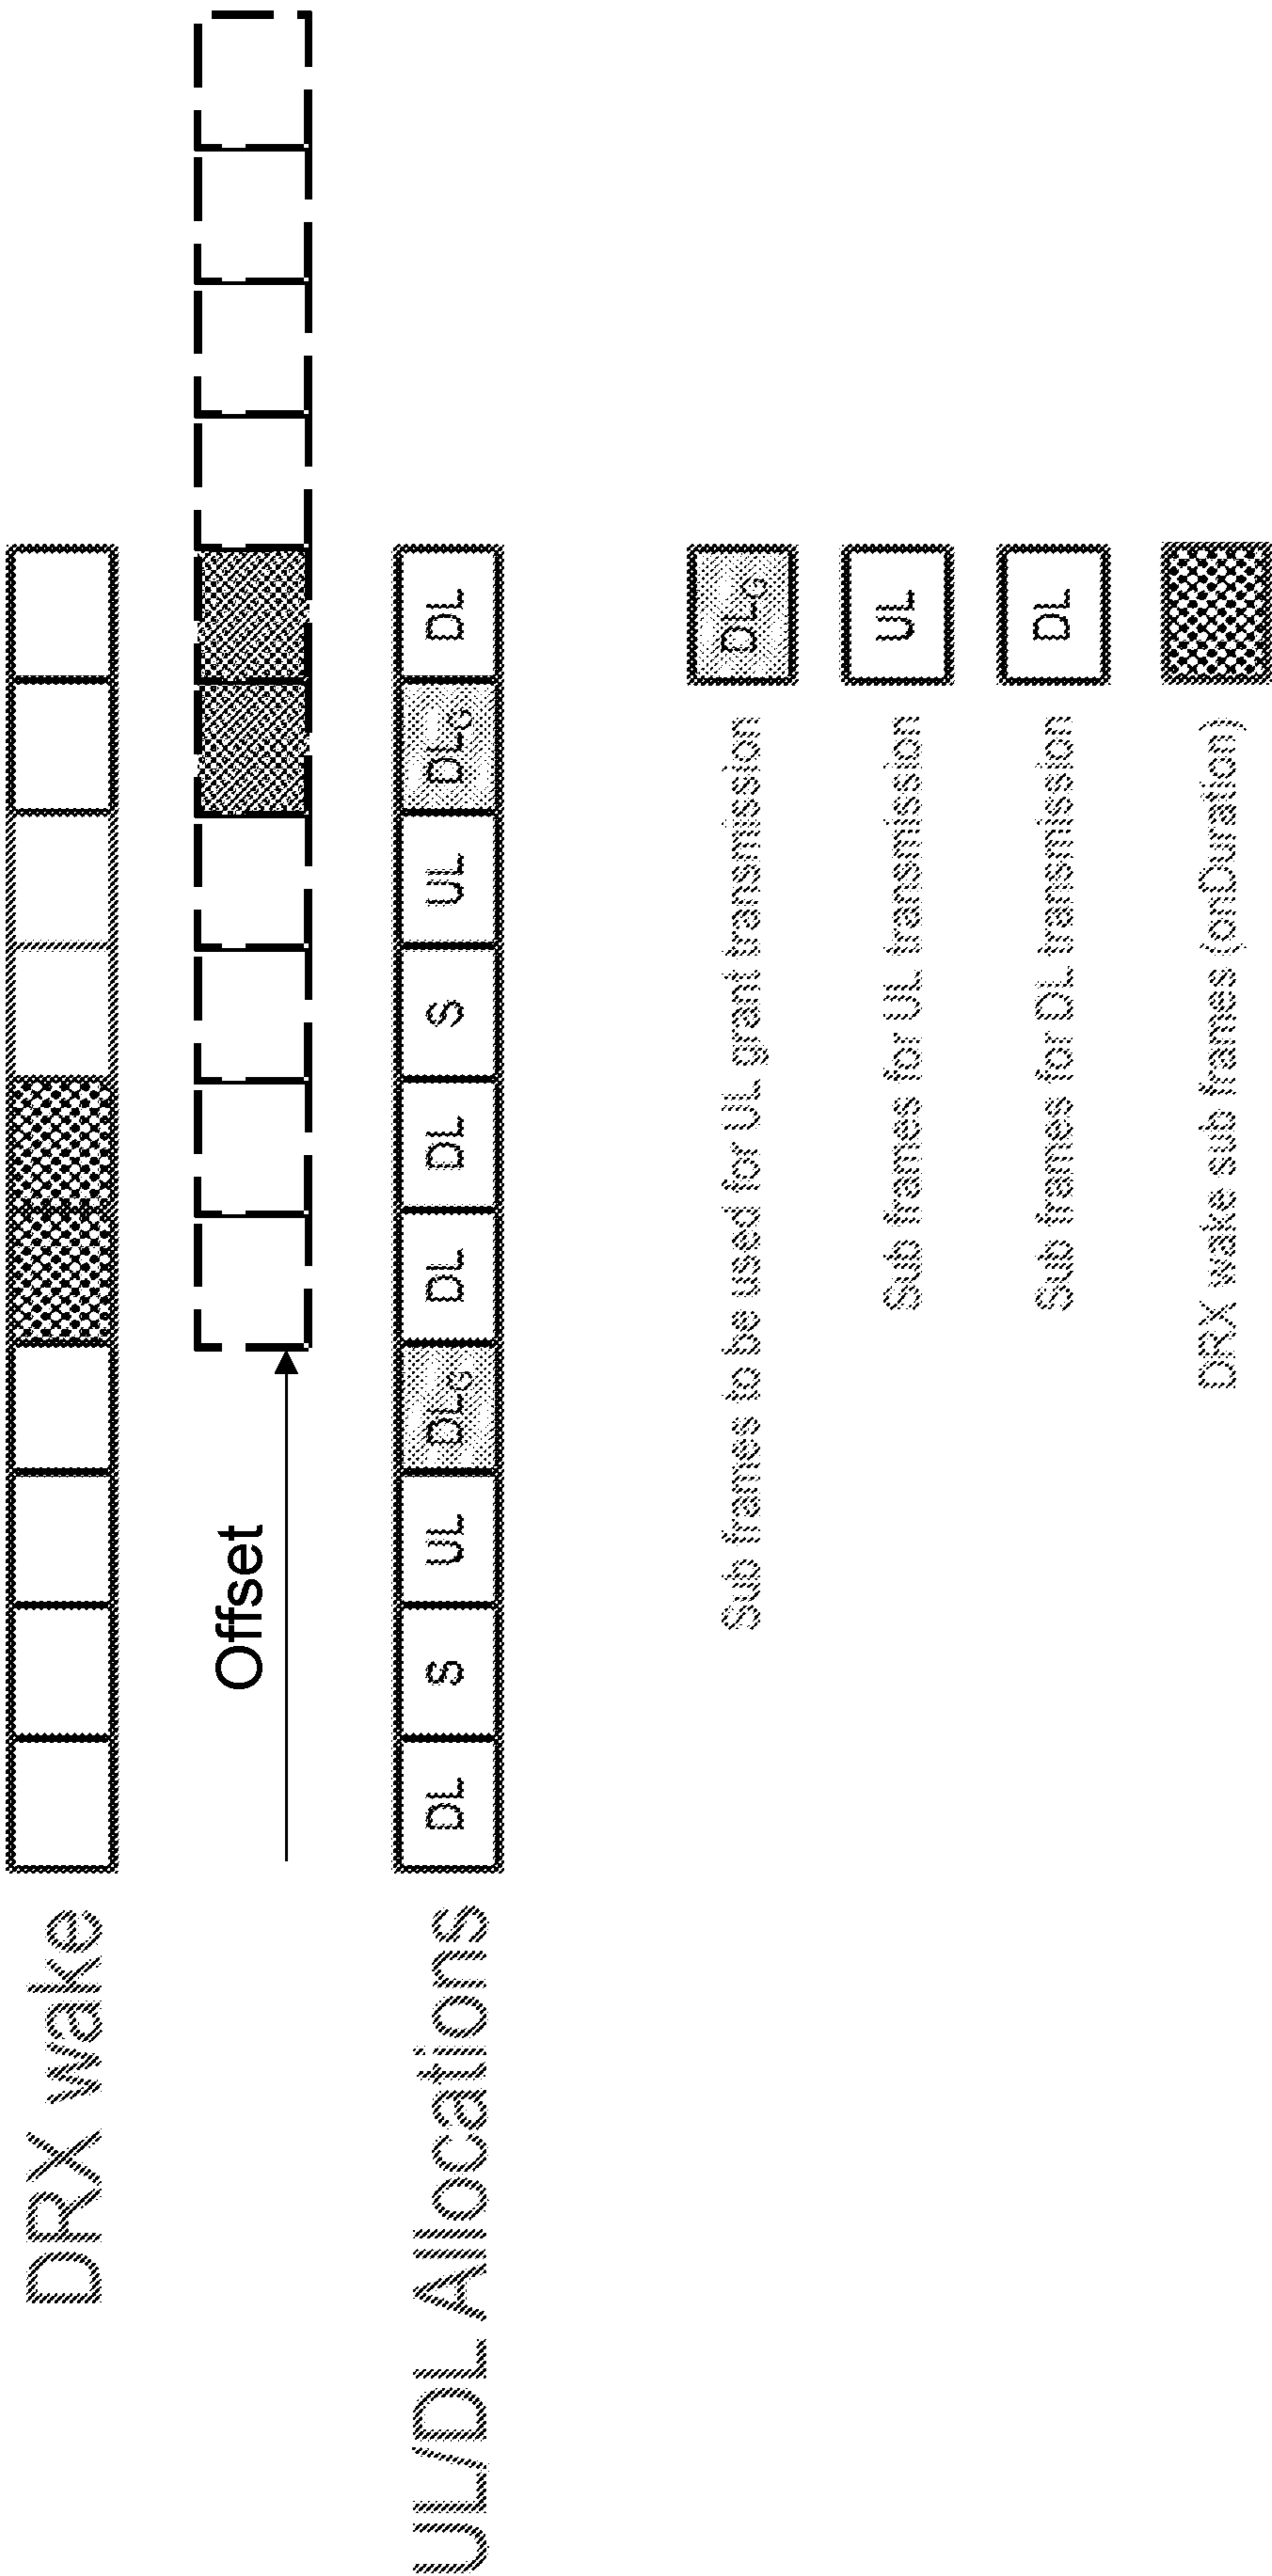 DRX wake
Offset
UL/DL Allocations
DL S UL DLG DL DL S UL DLG DL
Sub frames to be used for UL grant transmission DLG
Sub frames for UL transmission UL
Sub frames for DL transmission DL
DRX wake sub frames (onDuration)